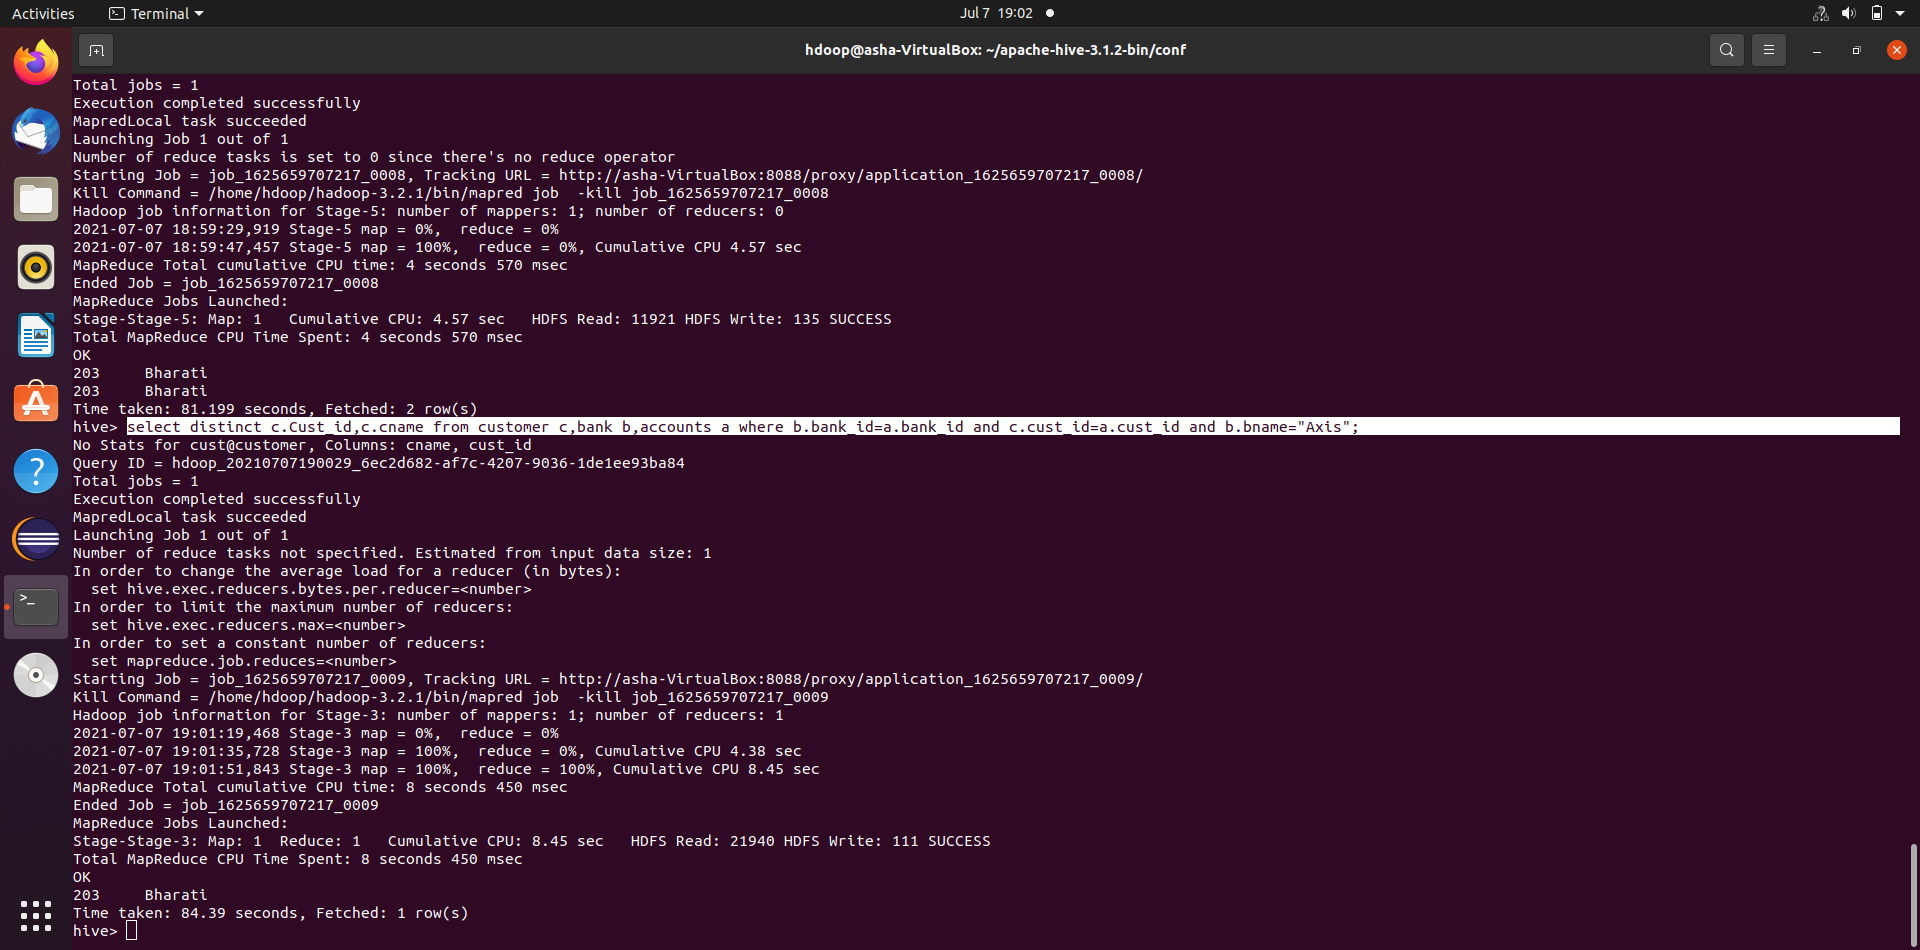 Activities
Terminal
Jul 7 19:02
hdoop@asha-VirtualBox: ~/apache-hive-3.1.2-bin/conf
Total jobs = 1
Execution completed successfully
MapredLocal task succeeded
Launching Job 1 out of 1
Number of reduce tasks is set to 0 since there's no reduce operator
Starting Job = job_1625659707217_0008, Tracking URL = http://asha-VirtualBox:8088/proxy/application_1625659707217_0008/
Kill Command = /home/hdoop/hadoop-3.2.1/bin/mapred job  -kill job_1625659707217_0008
Hadoop job information for Stage-5: number of mappers: 1; number of reducers: 0
2021-07-07 18:59:29,919 Stage-5 map = 0%,  reduce = 0%
2021-07-07 18:59:47,457 Stage-5 map = 100%,  reduce = 0%, Cumulative CPU 4.57 sec
MapReduce Total cumulative CPU time: 4 seconds 570 msec
Ended Job = job_1625659707217_0008
MapReduce Jobs Launched:
Stage-Stage-5: Map: 1   Cumulative CPU: 4.57 sec   HDFS Read: 11921 HDFS Write: 135 SUCCESS
Total MapReduce CPU Time Spent: 4 seconds 570 msec
OK
203     Bharati
203     Bharati
Time taken: 81.199 seconds, Fetched: 2 row(s)
hive> select distinct c.Cust_id,c.cname from customer c,bank b,accounts a where b.bank_id=a.bank_id and c.cust_id=a.cust_id and b.bname="Axis";
No Stats for cust@customer, Columns: cname, cust_id
Query ID = hdoop_20210707190029_6ec2d682-af7c-4207-9036-1de1ee93ba84
Total jobs = 1
Execution completed successfully
MapredLocal task succeeded
Launching Job 1 out of 1
Number of reduce tasks not specified. Estimated from input data size: 1
In order to change the average load for a reducer (in bytes):
  set hive.exec.reducers.bytes.per.reducer=<number>
In order to limit the maximum number of reducers:
  set hive.exec.reducers.max=<number>
In order to set a constant number of reducers:
  set mapreduce.job.reduces=<number>
Starting Job = job_1625659707217_0009, Tracking URL = http://asha-VirtualBox:8088/proxy/application_1625659707217_0009/
Kill Command = /home/hdoop/hadoop-3.2.1/bin/mapred job  -kill job_1625659707217_0009
Hadoop job information for Stage-3: number of mappers: 1; number of reducers: 1
2021-07-07 19:01:19,468 Stage-3 map = 0%,  reduce = 0%
2021-07-07 19:01:35,728 Stage-3 map = 100%,  reduce = 0%, Cumulative CPU 4.38 sec
2021-07-07 19:01:51,843 Stage-3 map = 100%,  reduce = 100%, Cumulative CPU 8.45 sec
MapReduce Total cumulative CPU time: 8 seconds 450 msec
Ended Job = job_1625659707217_0009
MapReduce Jobs Launched:
Stage-Stage-3: Map: 1  Reduce: 1   Cumulative CPU: 8.45 sec   HDFS Read: 21940 HDFS Write: 111 SUCCESS
Total MapReduce CPU Time Spent: 8 seconds 450 msec
OK
203     Bharati
Time taken: 84.39 seconds, Fetched: 1 row(s)
hive>